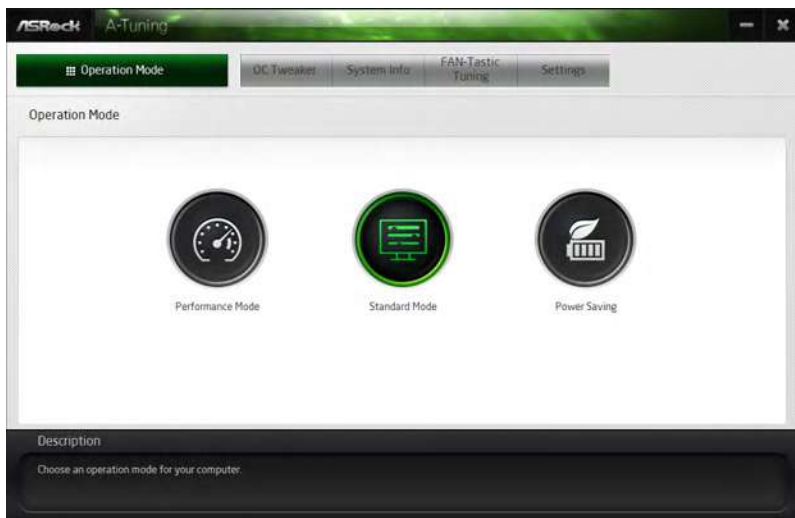 ASRock A-Tuning
Operation Mode
OC Tweaker
System Info
FAN-Tastic
Tuning
Settings
Operation Mode
Performance Mode
Standard Mode
Power Saving
Description
Choose an operation mode for your computer.